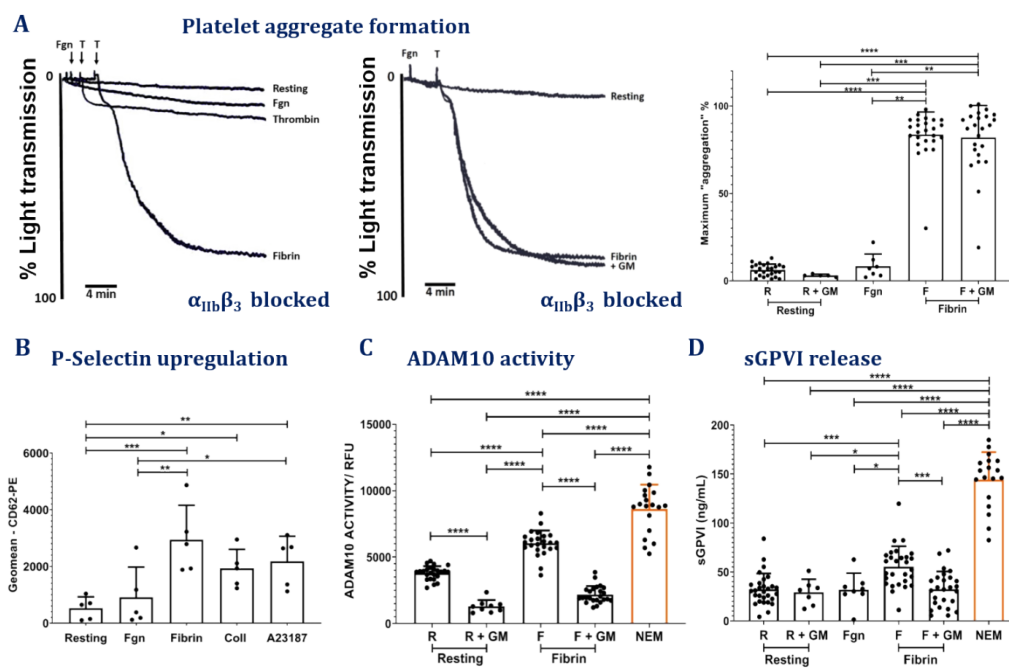 A
Platelet aggregate formation
Fgn T T
0
% Light transmission
100
Resting
Fgn
Thrombin
Fibrin
4 min
αIIbβ3 blocked
Fgn T
0
% Light transmission
100
Resting
Fibrin
+ GM
4 min
αIIbβ3 blocked
****
***
**
***
****
**
Maximum "aggregation" %
100
50
0
R R + GM Fgn F F + GM
Resting Fibrin
B P-Selectin upregulation
**
*
***
*
**
Geomean - CD62-PE
6000
4000
2000
0
Resting Fgn Fibrin Coll A23187
C ADAM10 activity
****
****
****
****
****
****
****
****
ADAM10 ACTIVITY/ RFU
15000
10000
5000
0
R R + GM F F + GM NEM
Resting Fibrin
D sGPVI release
****
****
****
****
****
***
*
*
***
sGPVI (ng/mL)
200
150
100
50
0
R R + GM Fgn F F + GM NEM
Resting Fibrin